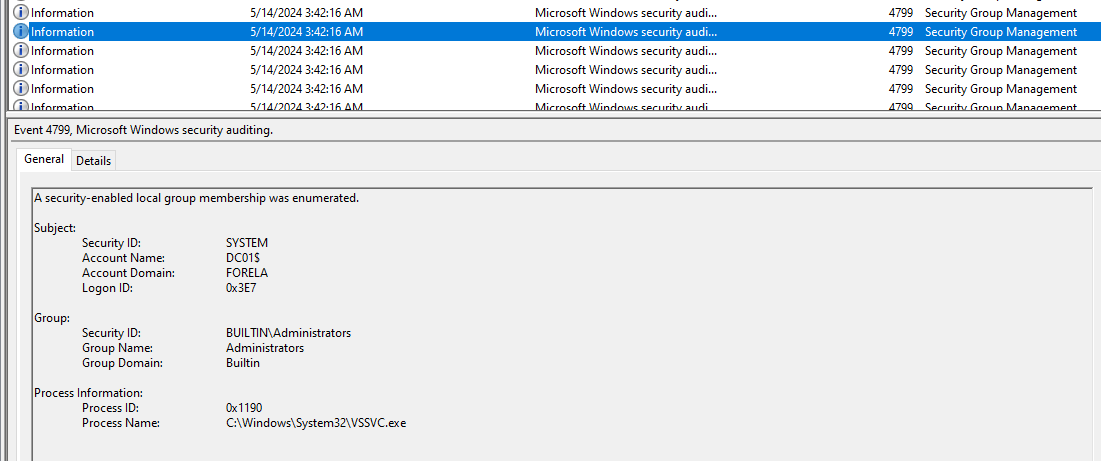 Information 5/14/2024 3:42:16 AM Microsoft Windows security audi... 4799 Security Group Management
Information 5/14/2024 3:42:16 AM Microsoft Windows security audi... 4799 Security Group Management
Information 5/14/2024 3:42:16 AM Microsoft Windows security audi... 4799 Security Group Management
Information 5/14/2024 3:42:16 AM Microsoft Windows security audi... 4799 Security Group Management
Information 5/14/2024 3:42:16 AM Microsoft Windows security audi... 4799 Security Group Management
Information 5/14/2024 3:42:16 AM Microsoft Windows security audi... 4799 Security Group Management
Event 4799, Microsoft Windows security auditing.
General Details
A security-enabled local group membership was enumerated.
Subject:
Security ID: SYSTEM
Account Name: DC01$
Account Domain: FORELA
Logon ID: 0x3E7
Group:
Security ID: BUILTIN\Administrators
Group Name: Administrators
Group Domain: Builtin
Process Information:
Process ID: 0x1190
Process Name: C:\Windows\System32\VSSVC.exe